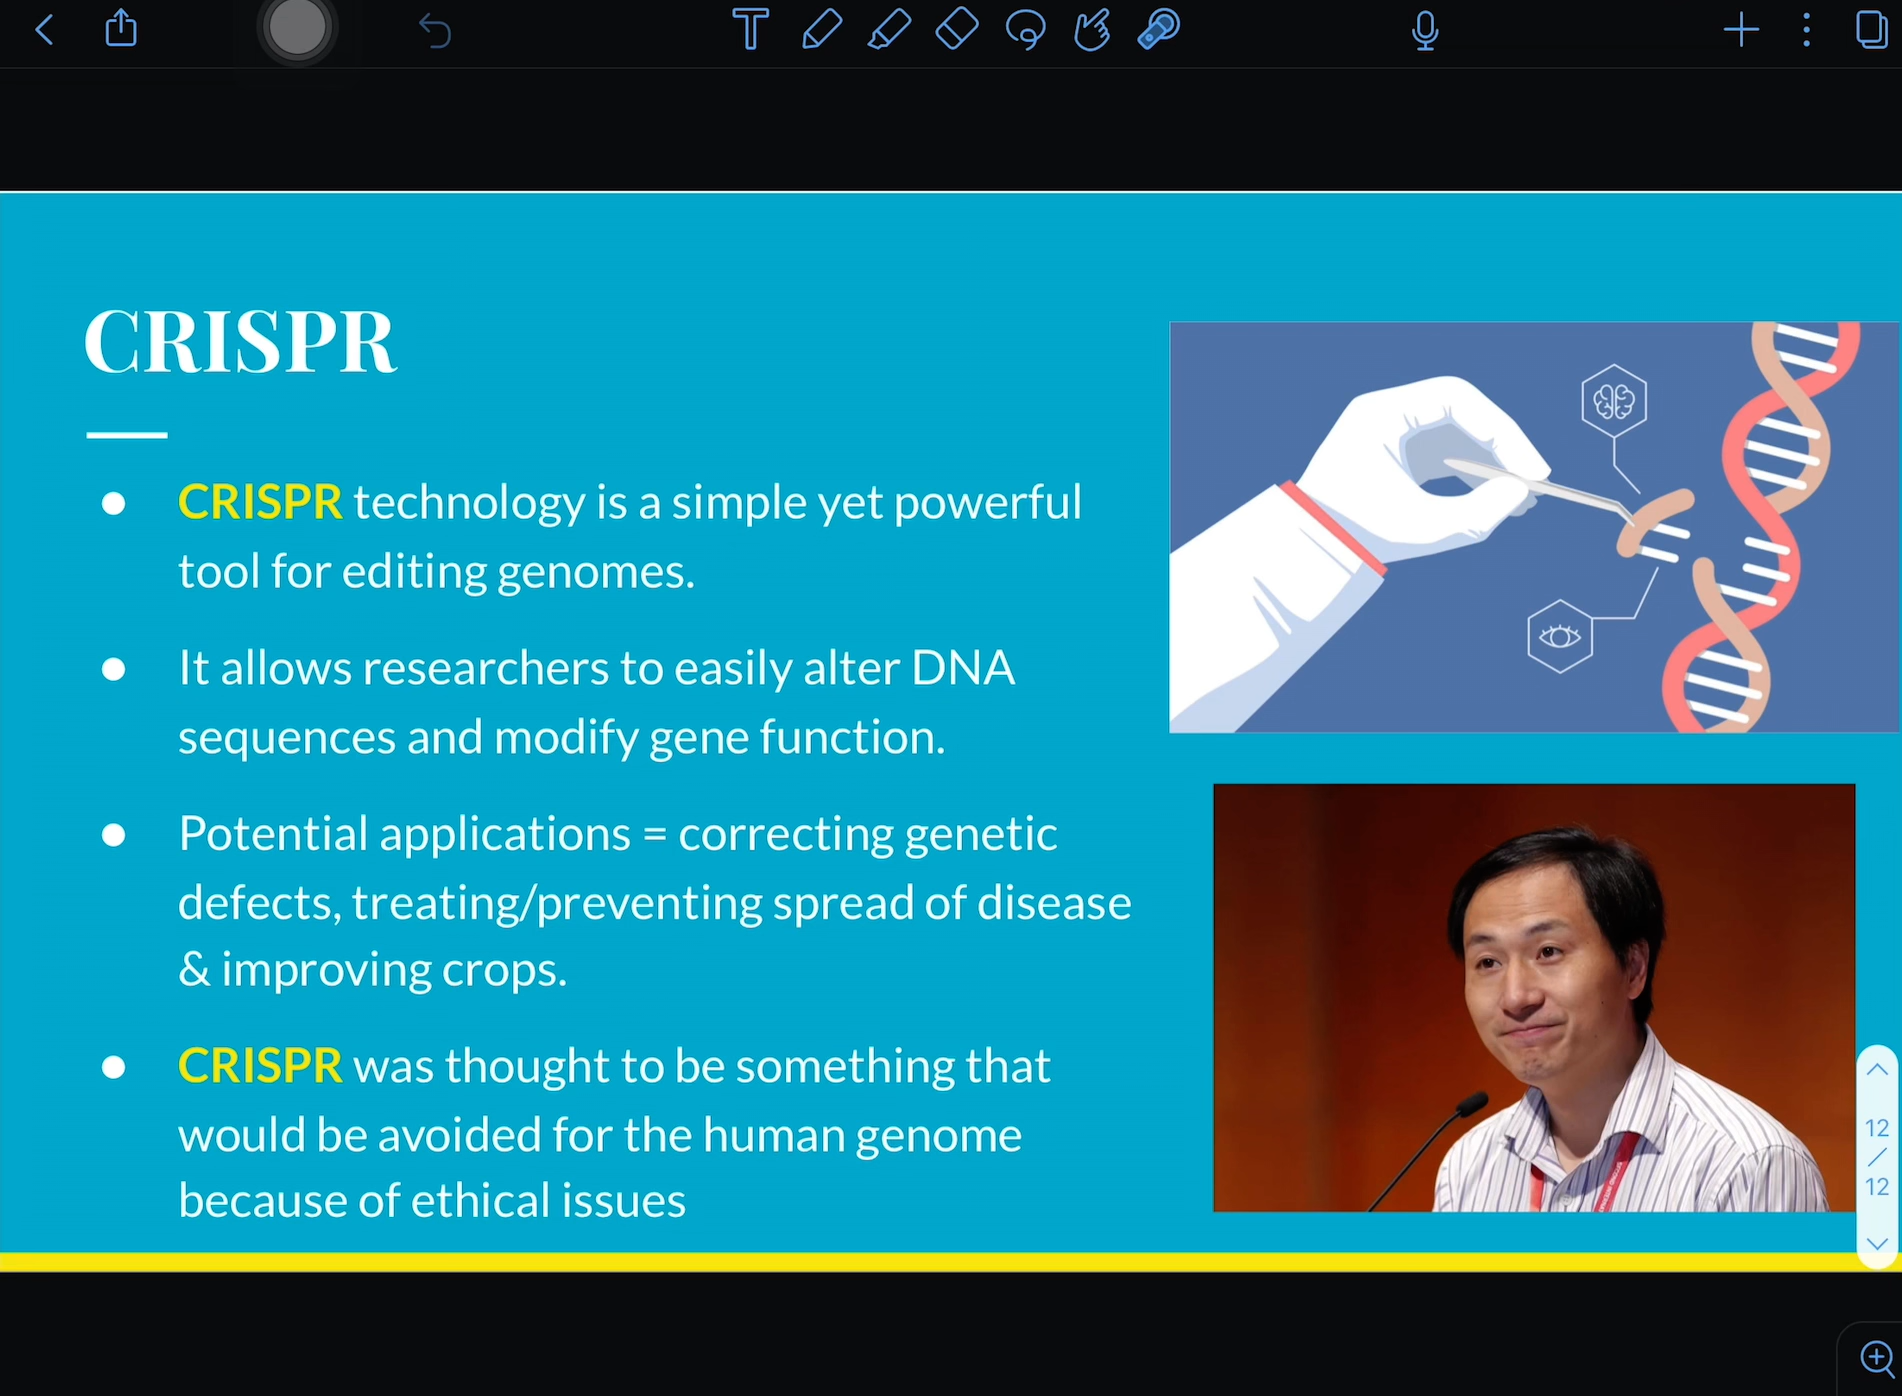 CRISPR
CRISPR technology is a simple yet powerful
tool for editing genomes.
It allows researchers to easily alter DNA
sequences and modify gene function.
Potential applications = correcting genetic
defects, treating/preventing spread of disease
& improving crops.
CRISPR was thought to be something that
would be avoided for the human genome
because of ethical issues
12
/
12